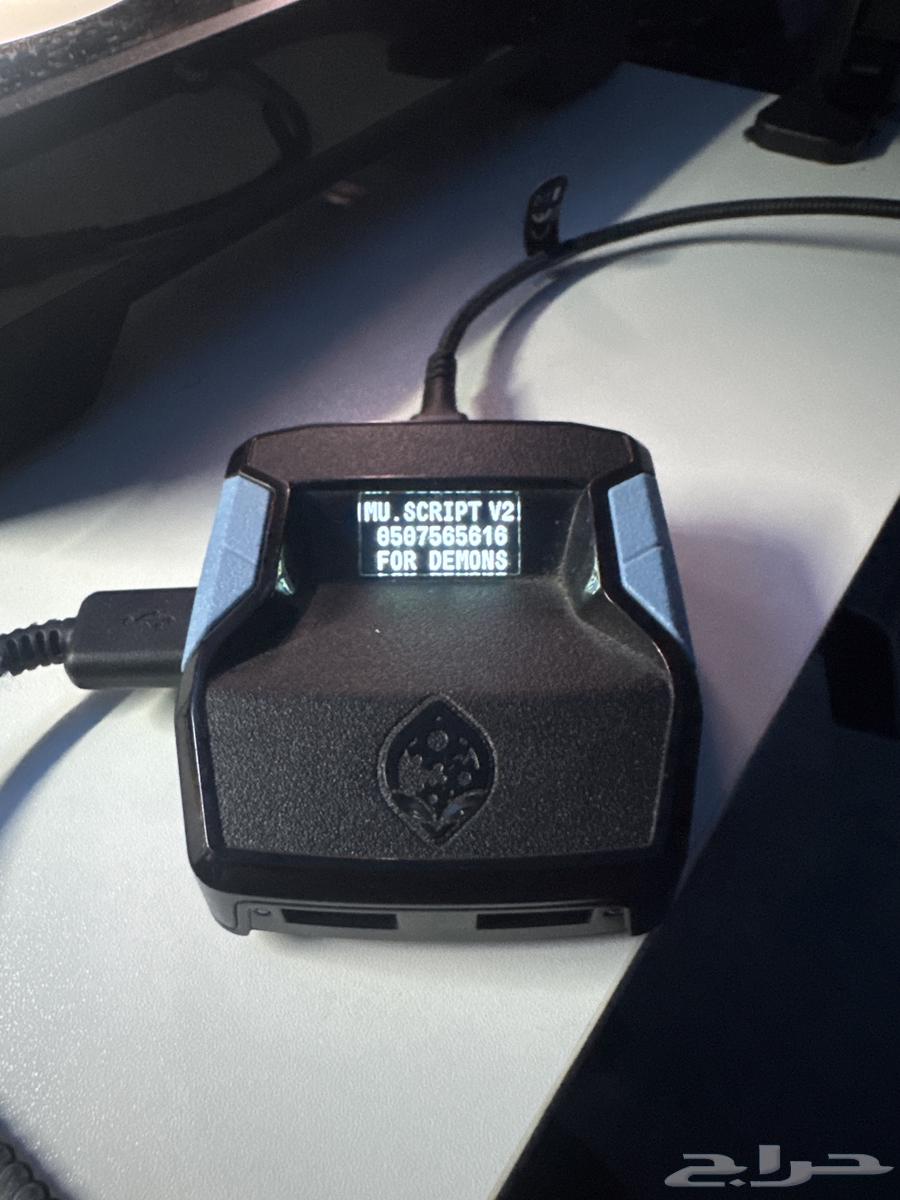 MU.SCRIPT V2
0507565616
FOR DEMONS
حراج